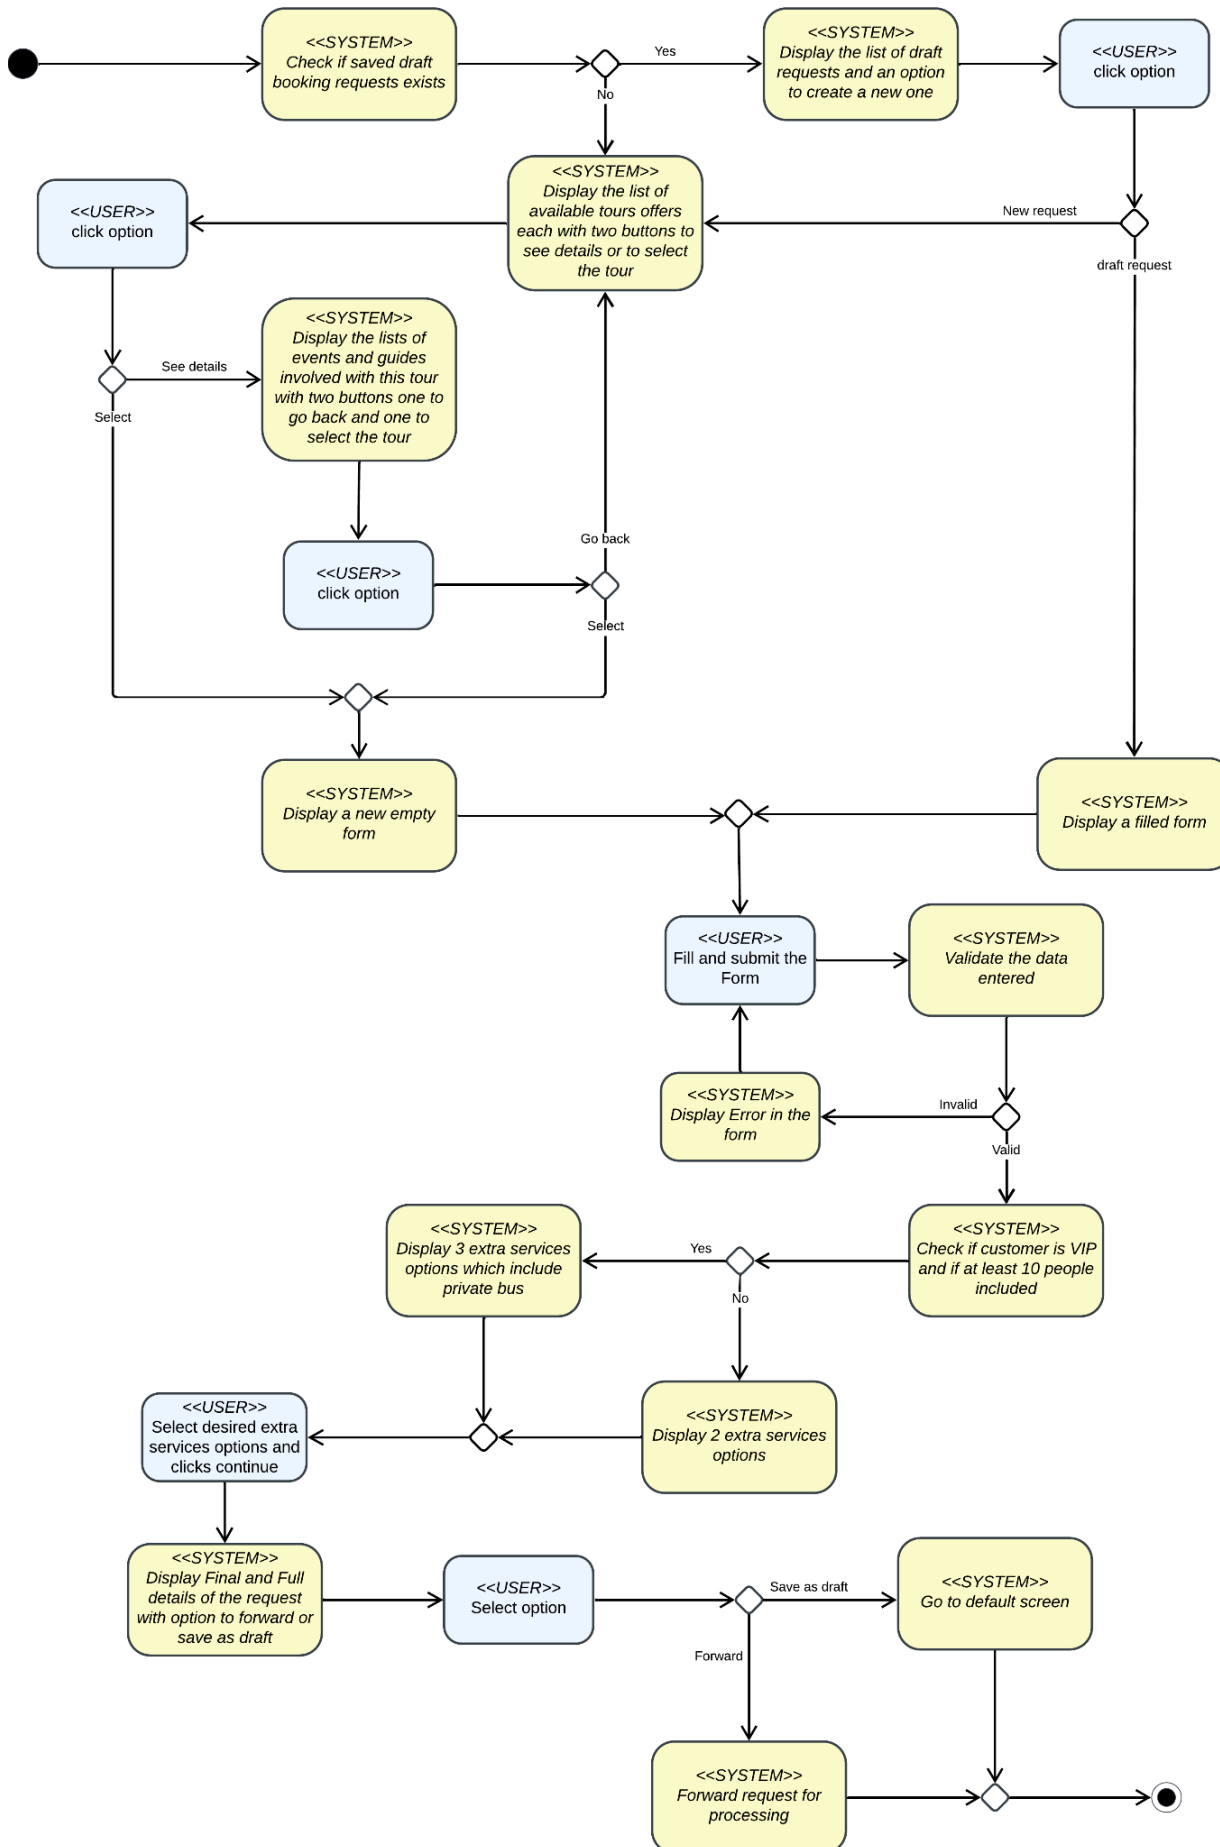 <<SYSTEM>>
Check if saved draft
booking requests exists
Yes
No
<<SYSTEM>>
Display the list of draft
requests and an option
to create a new one
<<USER>>
click option
New request
draft request
<<SYSTEM>>
Display the list of
available tours offers
each with two buttons to
see details or to select
the tour
<<USER>>
click option
See details
Select
<<SYSTEM>>
Display the lists of
events and guides
involved with this tour
with two buttons one to
go back and one to
select the tour
<<USER>>
click option
Go back
Select
<<SYSTEM>>
Display a new empty
form
<<SYSTEM>>
Display a filled form
<<USER>>
Fill and submit the
Form
<<SYSTEM>>
Validate the data
entered
Invalid
Valid
<<SYSTEM>>
Display Error in the
form
<<SYSTEM>>
Check if customer is VIP
and if at least 10 people
included
Yes
No
<<SYSTEM>>
Display 3 extra services
options which include
private bus
<<SYSTEM>>
Display 2 extra services
options
<<USER>>
Select desired extra
services options and
clicks continue
<<SYSTEM>>
Display Final and Full
details of the request
with option to forward or
save as draft
<<USER>>
Select option
Save as draft
Forward
<<SYSTEM>>
Go to default screen
<<SYSTEM>>
Forward request for
processing